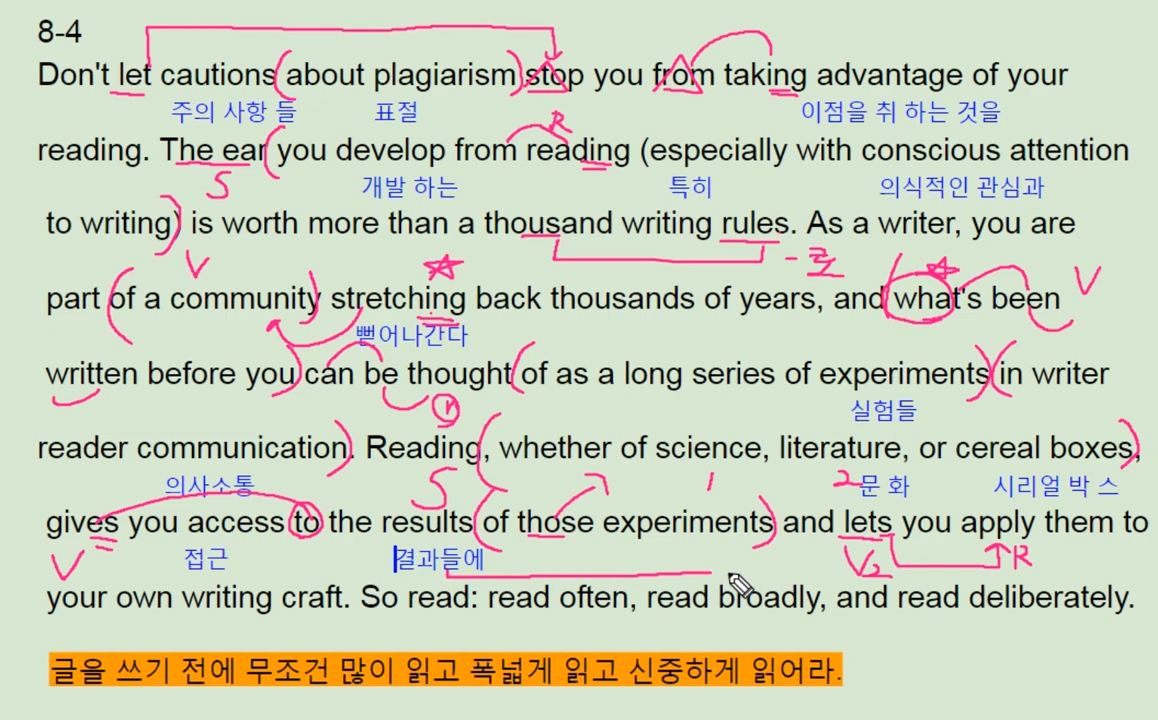 8-4
Don't let cautions about plagiarism stop you from taking advantage of your
주의 사항 들 표절 이점을 취 하는 것을
R
reading. The ear you develop from reading (especially with conscious attention
S 개발 하는 특히 의식적인 관심과
to writing) is worth more than a thousand writing rules. As a writer, you are
V V
part of a community stretching back thousands of years, and what's been
뻗어나간다
written before you can be thought of as a long series of experiments in writer
실험들
reader communication. Reading, whether of science, literature, or cereal boxes,
의사소통 S 1 2 문 화 시리얼 박 스
gives you access to the results of those experiments and lets you apply them to
V 접근 결과들에 V2 R
your own writing craft. So read: read often, read broadly, and read deliberately.
글을 쓰기 전에 무조건 많이 읽고 폭넓게 읽고 신중하게 읽어라.